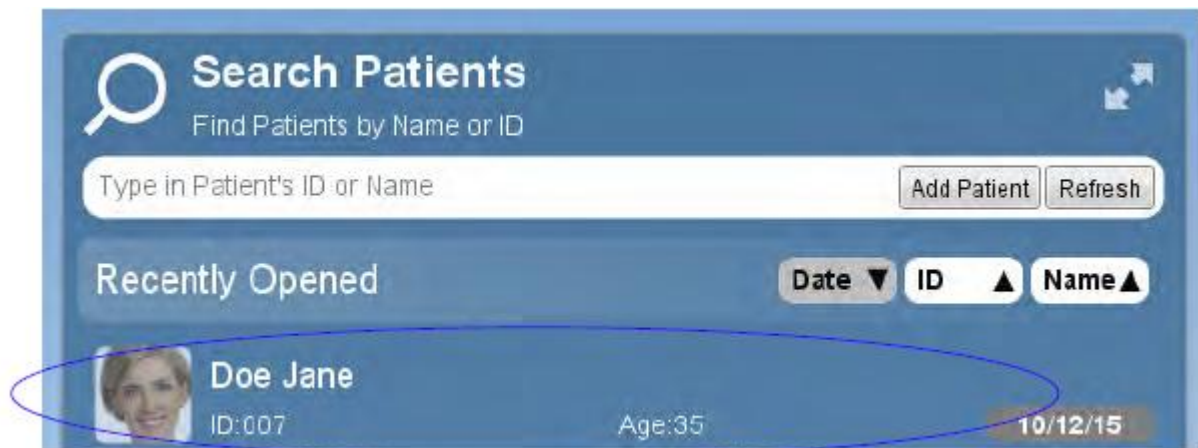 Search Patients
Find Patients by Name or ID
Type in Patient's ID or Name Add Patient Refresh
Recently Opened Date ▼ ID ▲ Name ▲
Doe Jane
ID:007 Age:35 10/12/15